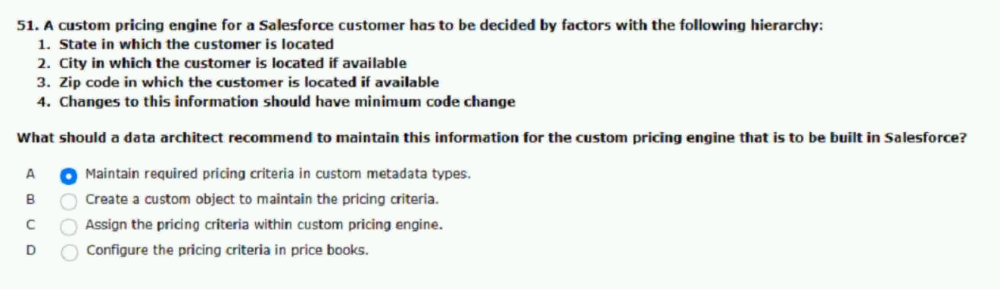 51. A custom pricing engine for a Salesforce customer has to be decided by factors with the following hierarchy:
1. State in which the customer is located
2. City in which the customer is located if available
3. Zip code in which the customer is located if available
4. Changes to this information should have minimum code change
What should a data architect recommend to maintain this information for the custom pricing engine that is to be built in Salesforce?
A Maintain required pricing criteria in custom metadata types.
B Create a custom object to maintain the pricing criteria.
C Assign the pricing criteria within custom pricing engine.
D Configure the pricing criteria in price books.